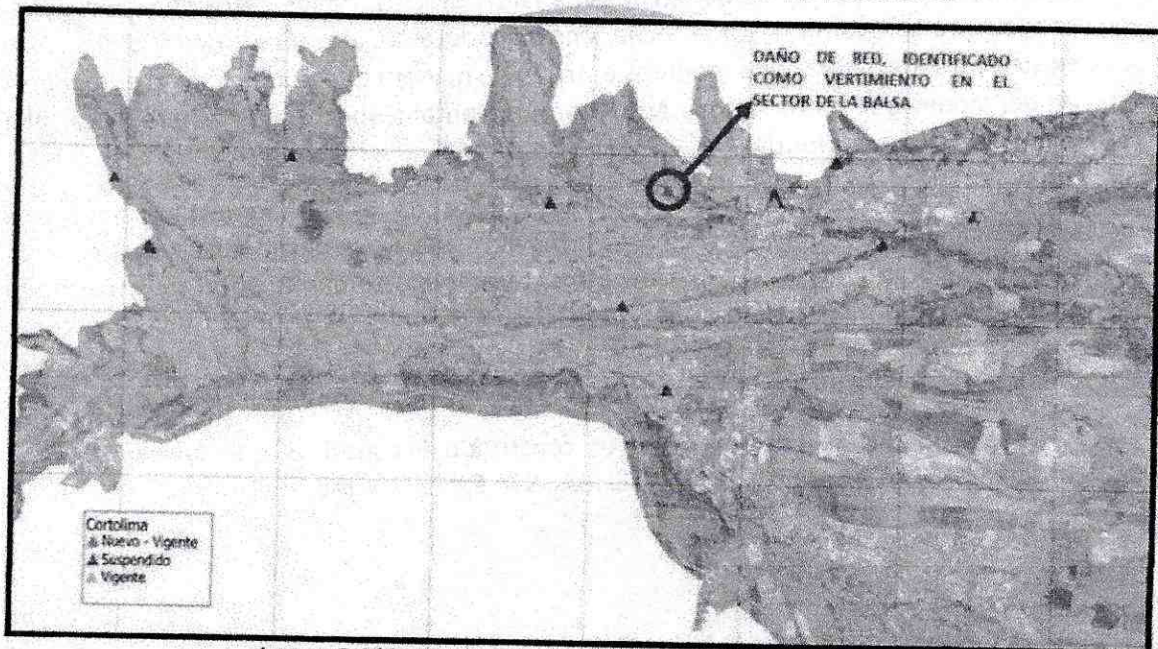 DAÑO DE RED, IDENTIFICADO
COMO VERTIMIENTO EN EL
SECTOR DE LA BALSA
Cortolima
Nuevo - Vigente
Suspendido
Vigente